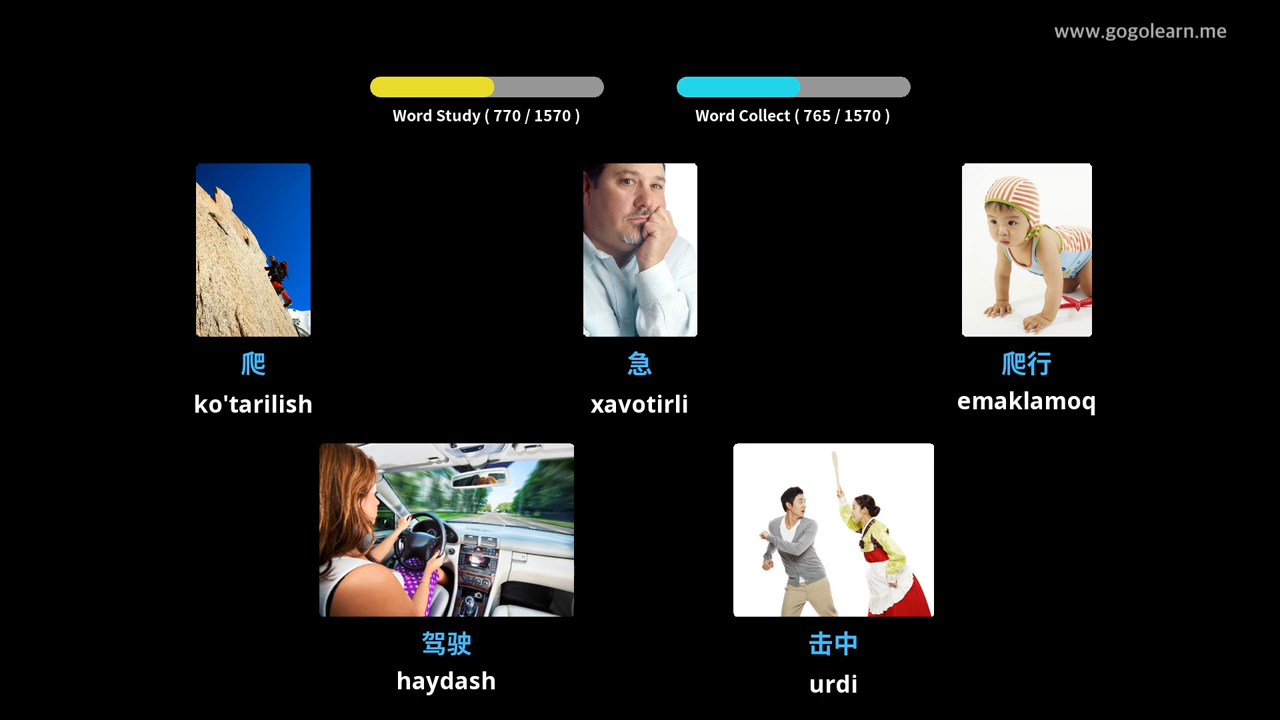 www.gogolearn.me
Word Study ( 770 / 1570 )
Word Collect ( 765 / 1570 )
爬
急
爬行
ko'tarilish
xavotirli
emaklamoq
驾驶
击中
haydash
urdi